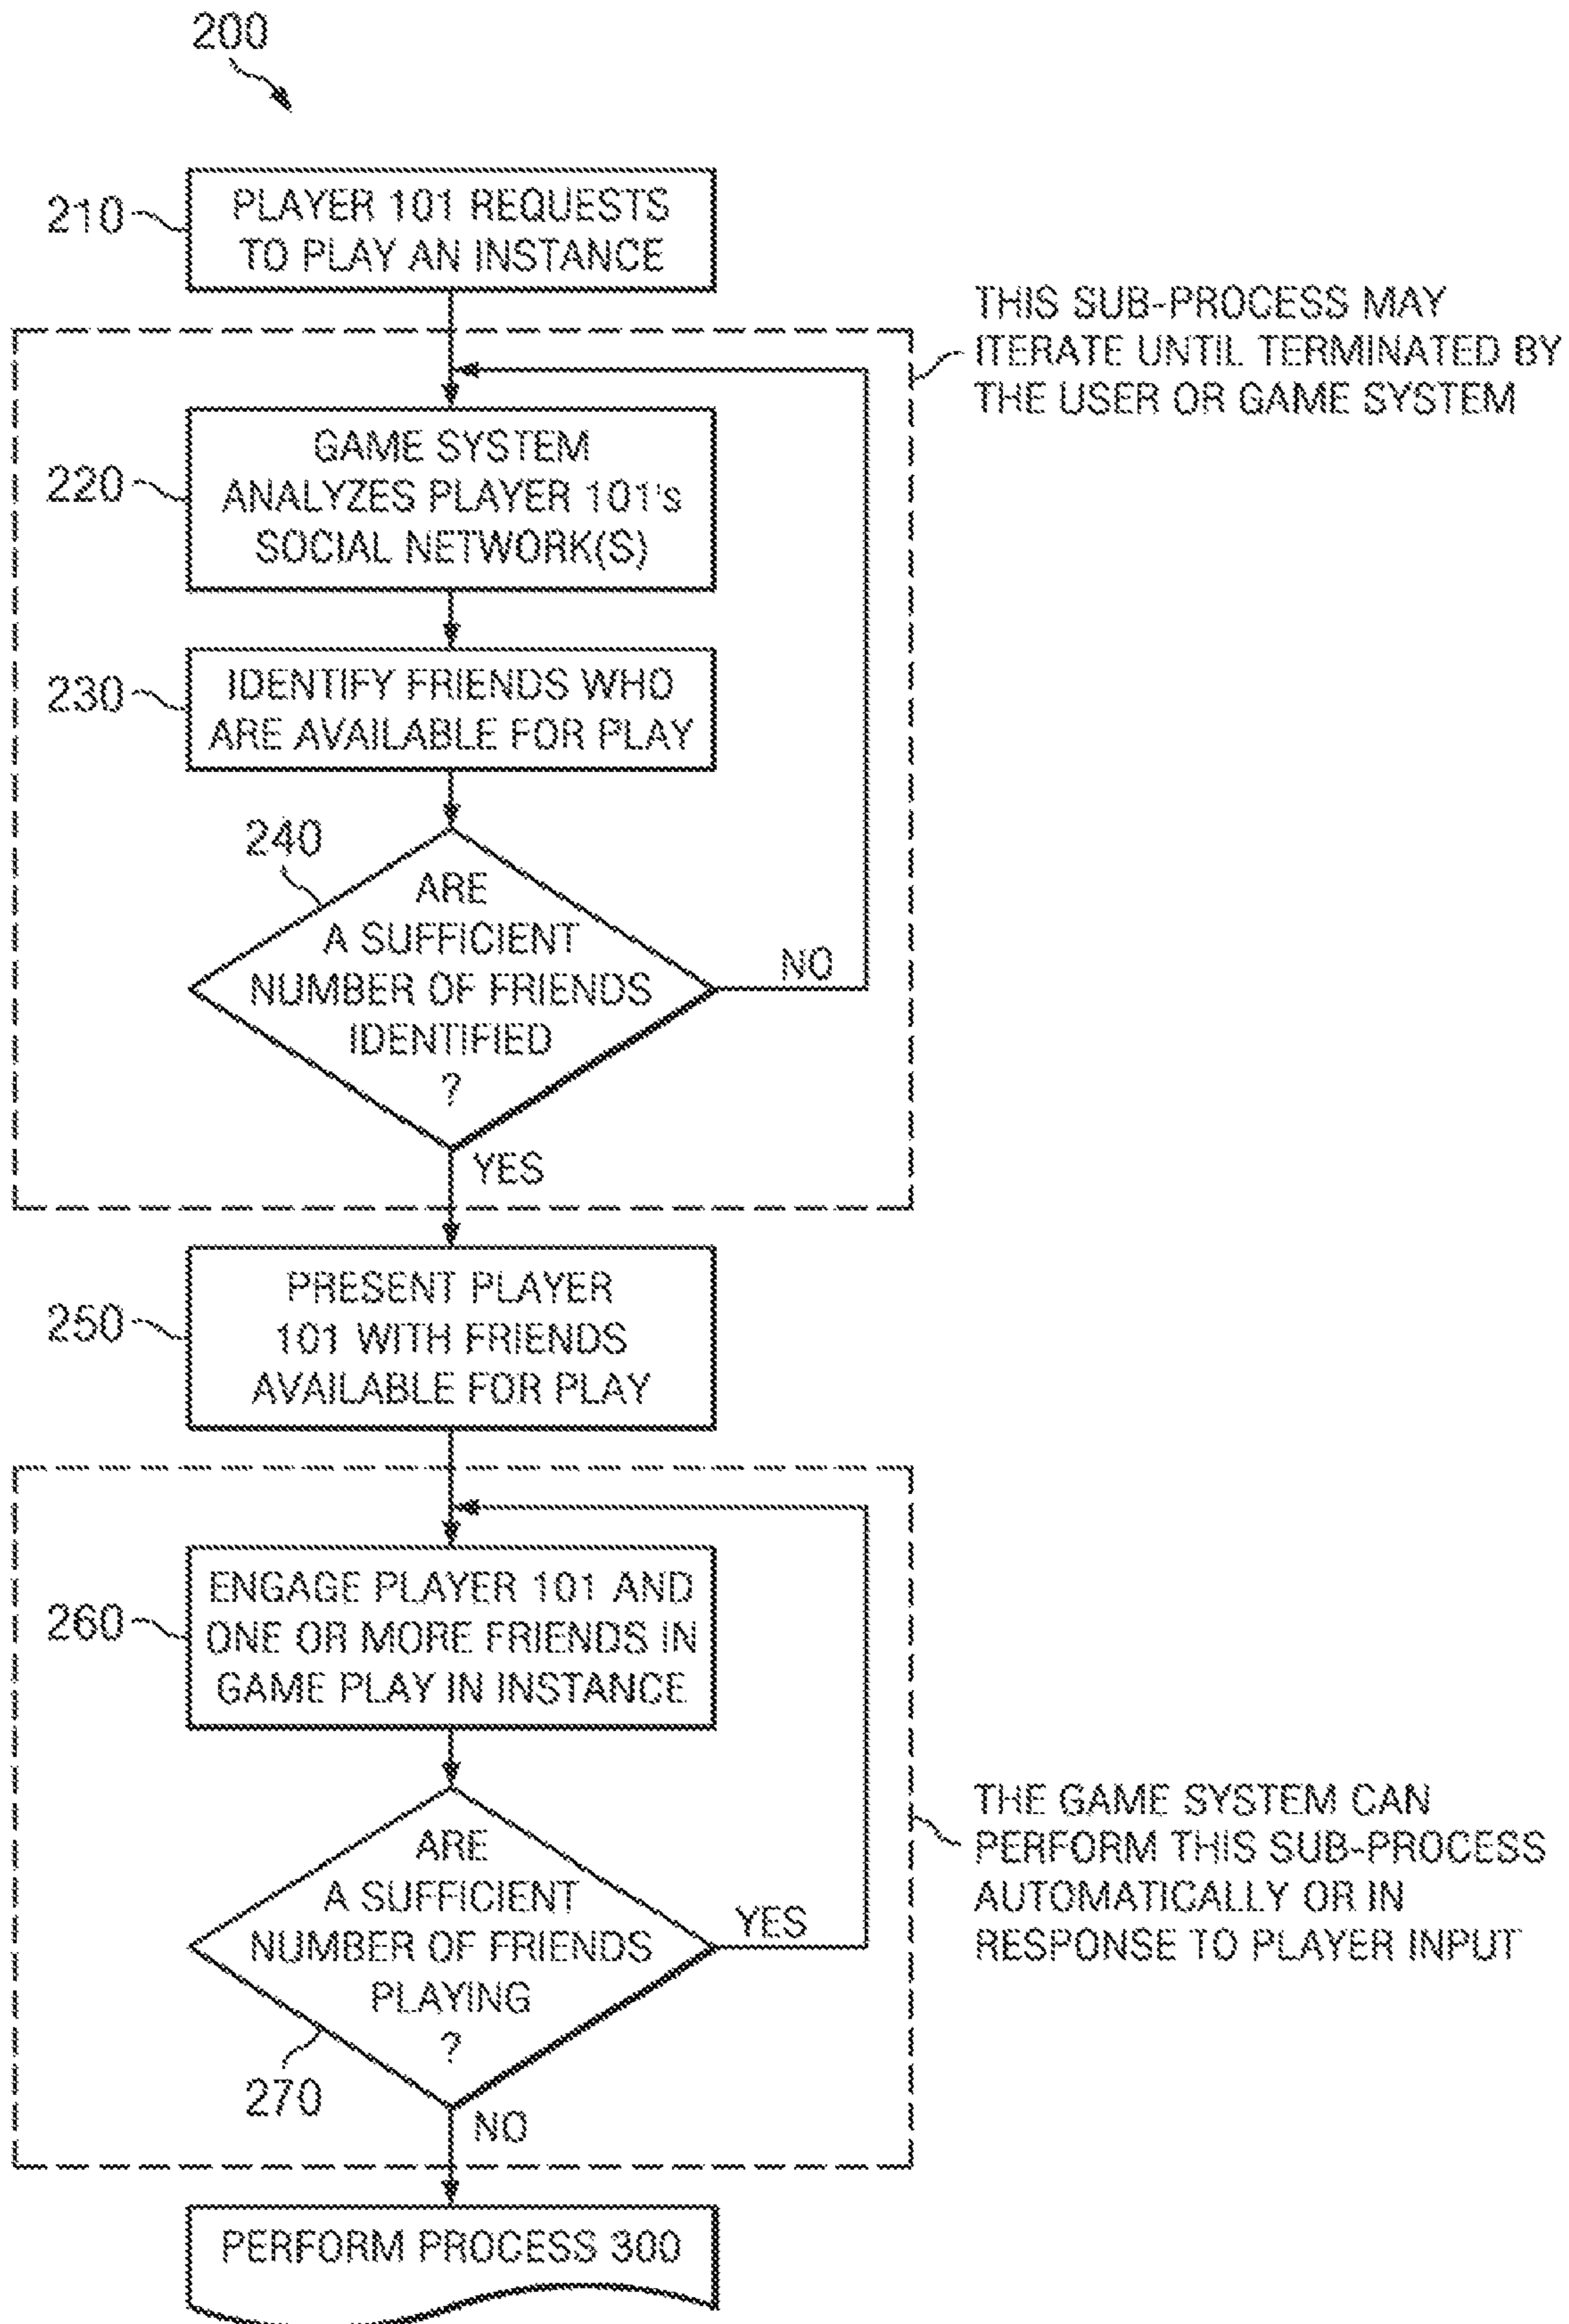 200
210
PLAYER 101 REQUESTS
TO PLAY AN INSTANCE
THIS SUB-PROCESS MAY
ITERATE UNTIL TERMINATED BY
THE USER OR GAME SYSTEM
220
GAME SYSTEM
ANALYZES PLAYER 101's
SOCIAL NETWORK(S)
230
IDENTIFY FRIENDS WHO
ARE AVAILABLE FOR PLAY
240
ARE
A SUFFICIENT
NUMBER OF FRIENDS
IDENTIFIED
?
NO
YES
250
PRESENT PLAYER
101 WITH FRIENDS
AVAILABLE FOR PLAY
260
ENGAGE PLAYER 101 AND
ONE OR MORE FRIENDS IN
GAME PLAY IN INSTANCE
THE GAME SYSTEM CAN
PERFORM THIS SUB-PROCESS
AUTOMATICALLY OR IN
RESPONSE TO PLAYER INPUT
ARE
A SUFFICIENT
NUMBER OF FRIENDS
PLAYING
?
YES
270
NO
PERFORM PROCESS 300